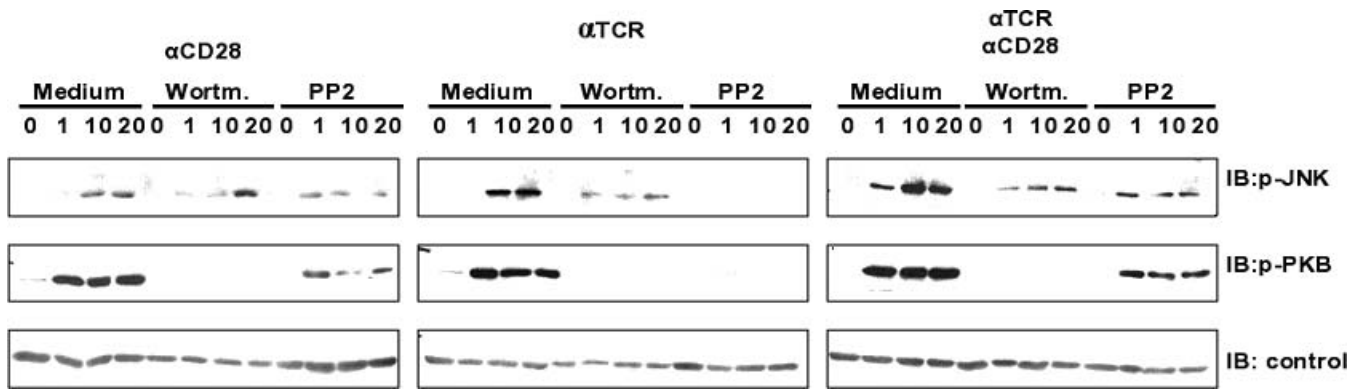 αCD28
αTCR
αTCR
αCD28
Medium Wortm. PP2 Medium Wortm. PP2 Medium Wortm. PP2
0 1 10 20 0 1 10 20 0 1 10 20 0 1 10 20 0 1 10 20 0 1 10 20 0 1 10 20 0 1 10 20 0 1 10 20
IB:p-JNK
IB:p-PKB
IB: control